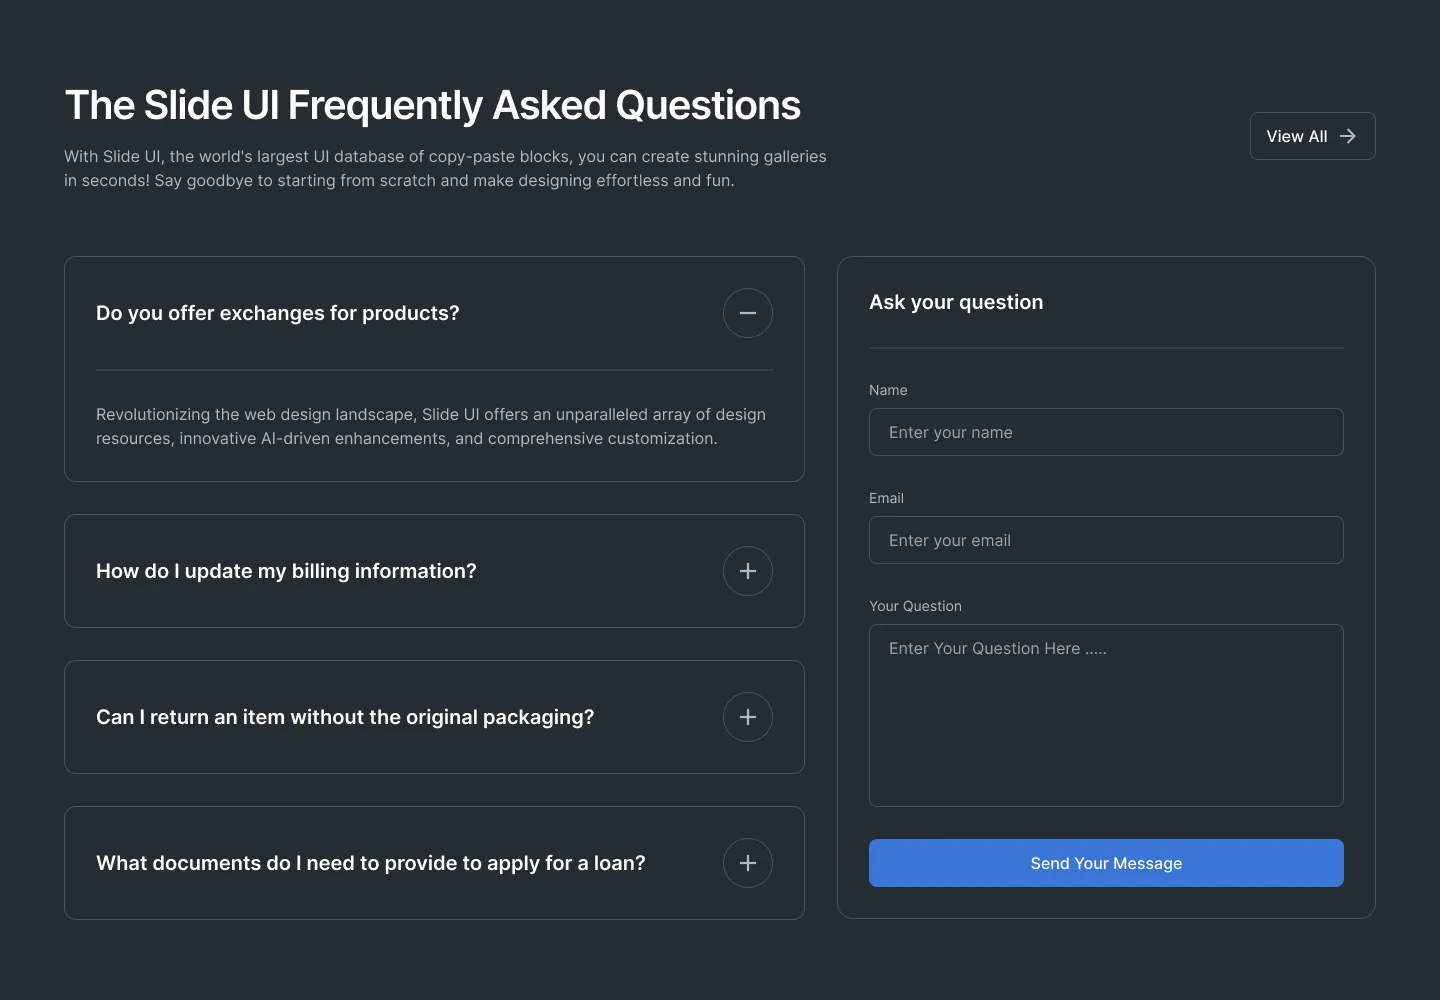 The Slide UI Frequently Asked Questions
With Slide UI, the world's largest UI database of copy-paste blocks, you can create stunning galleries
in seconds! Say goodbye to starting from scratch and make designing effortless and fun.
View All
Do you offer exchanges for products?
Revolutionizing the web design landscape, Slide UI offers an unparalleled array of design
resources, innovative AI-driven enhancements, and comprehensive customization.
How do I update my billing information?
Can I return an item without the original packaging?
What documents do I need to provide to apply for a loan?
Ask your question
Name
Enter your name
Email
Enter your email
Your Question
Enter Your Question Here .....
Send Your Message